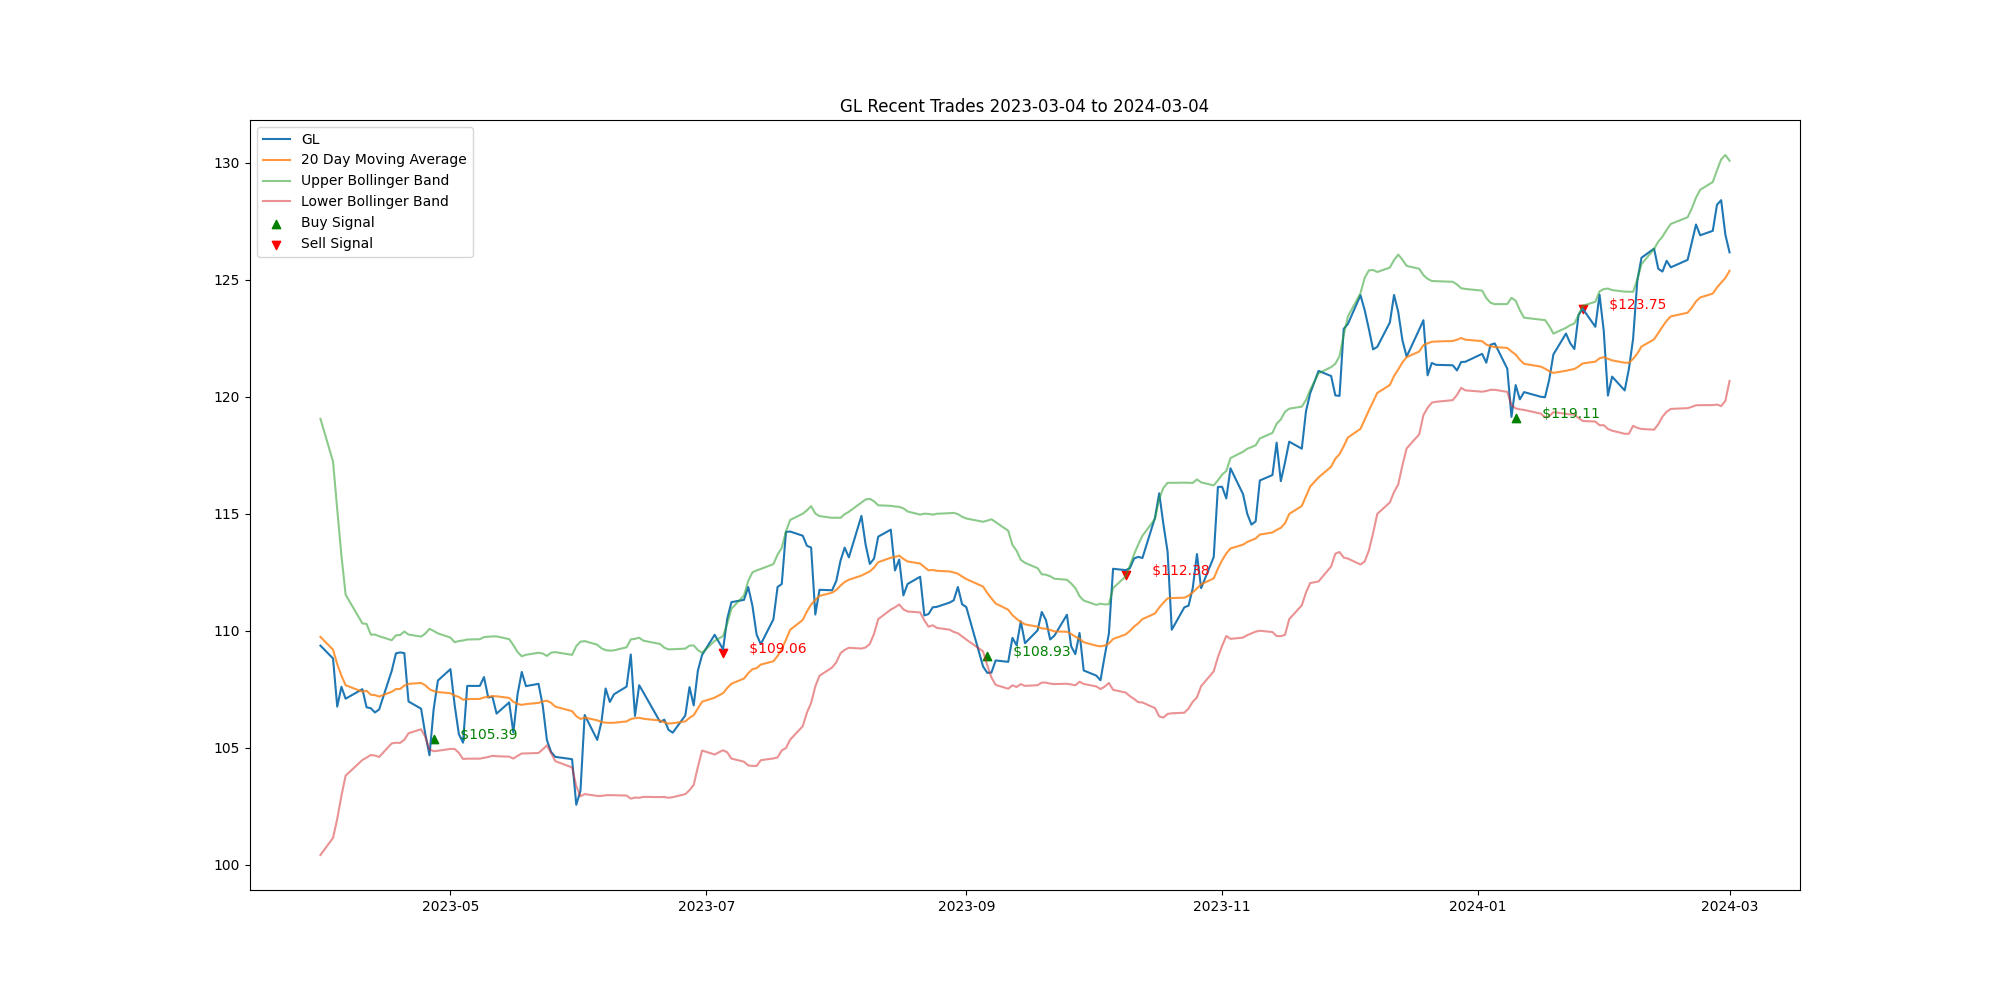 GL Recent Trades 2023-03-04 to 2024-03-04
GL
20 Day Moving Average
Upper Bollinger Band
Lower Bollinger Band
Buy Signal
Sell Signal
130
125
120
115
110
105
100
$123.75
$119.11
$112.38
$109.06
$108.93
$105.39
2023-05
2023-07
2023-09
2023-11
2024-01
2024-03